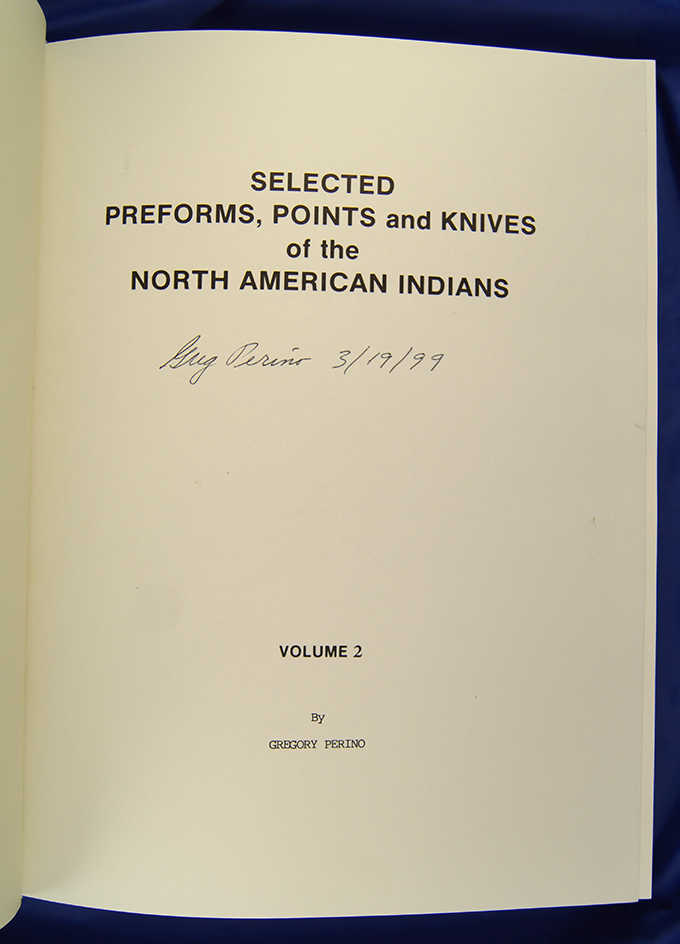 SELECTED
PREFORMS, POINTS and KNIVES
of the
NORTH AMERICAN INDIANS
Greg Perino 3/19/99
VOLUME 2
By
GREGORY PERINO